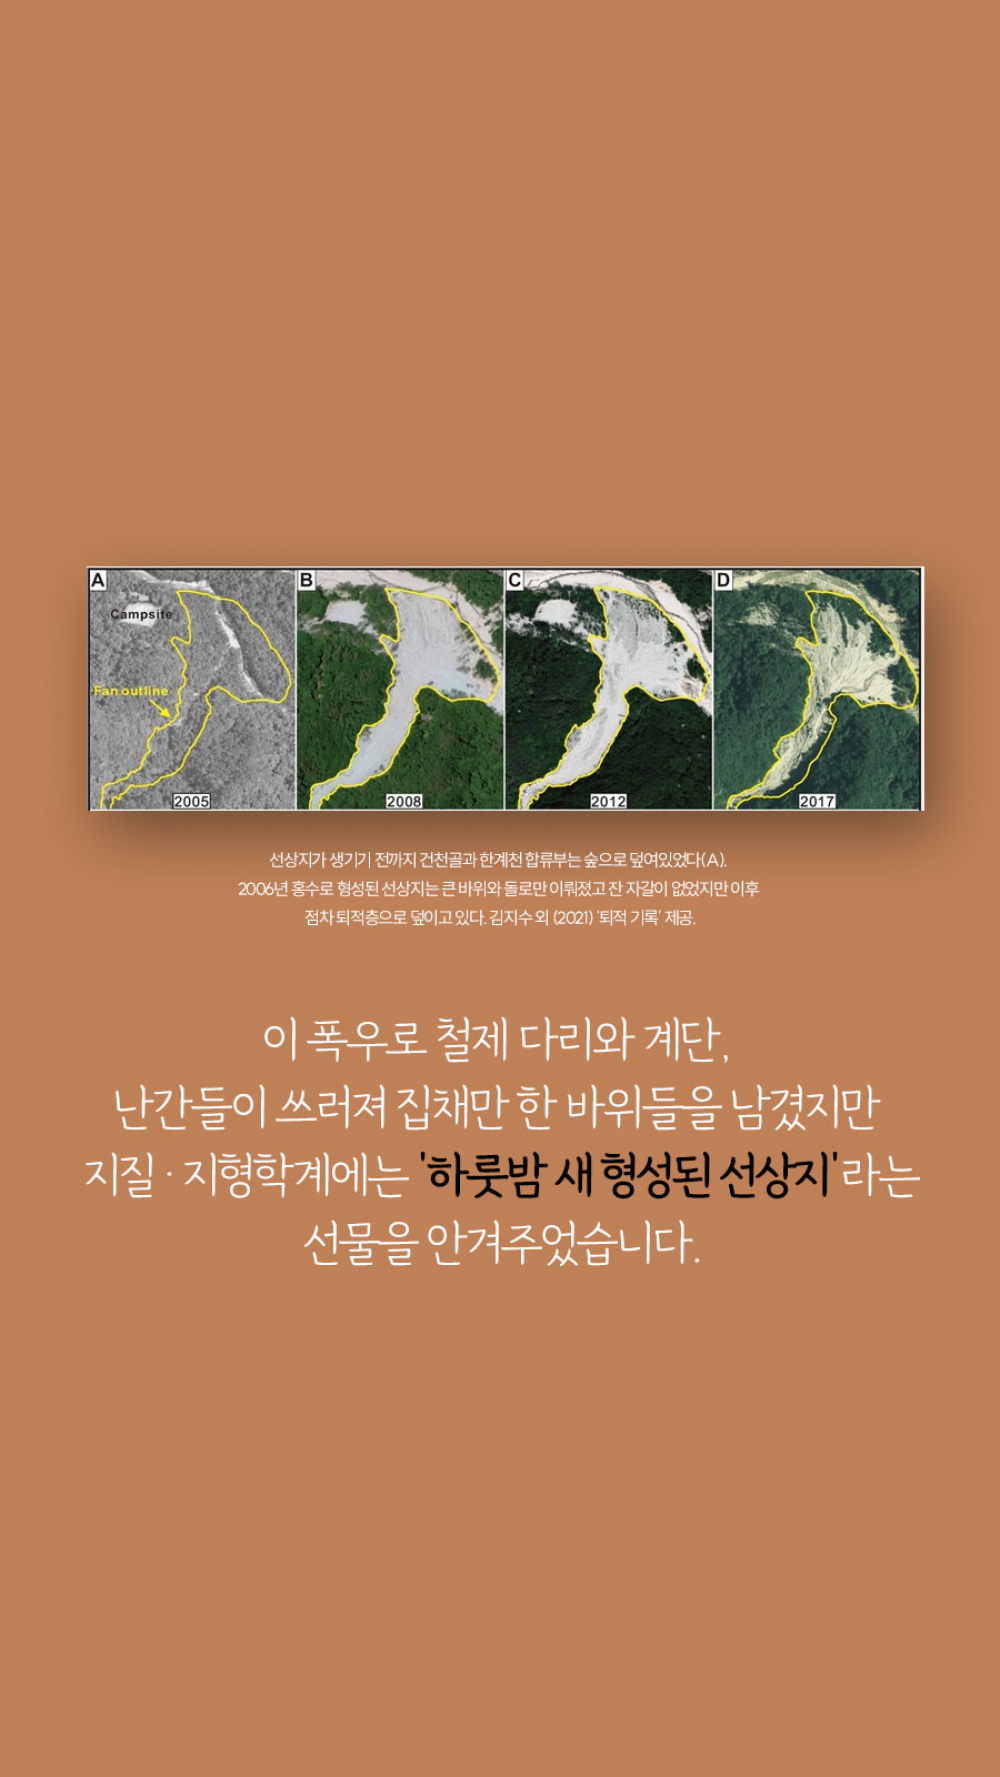 A
B
C
D
Campsite
Fan outline
2005
2008
2012
2017
선상지가 생기기 전까지 건천골과 한계천 합류부는 숲으로 덮여있었다(A).
2006년 홍수로 형성된 선상지는 큰 바위와 돌로만 이뤄졌고 잔 자갈이 없었지만 이후
점차 퇴적층으로 덮이고 있다. 김지수 외 (2021) '퇴적 기록' 제공.
이 폭우로 철제 다리와 계단,
난간들이 쓰러져 집채만 한 바위들을 남겼지만
지질 · 지형학계에는 '하룻밤 새 형성된 선상지'라는
선물을 안겨주었습니다.